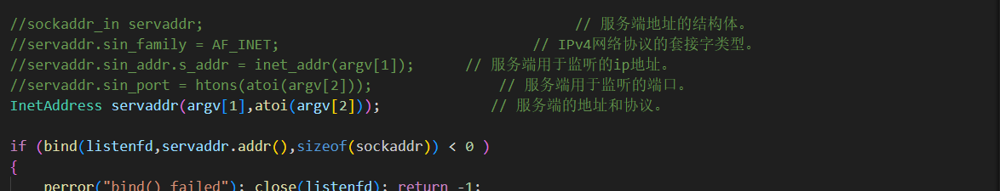 //sockaddr_in servaddr; // 服务端地址的结构体。
//servaddr.sin_family = AF_INET; // IPv4网络协议的套接字类型。
//servaddr.sin_addr.s_addr = inet_addr(argv[1]); // 服务端用于监听的ip地址。
//servaddr.sin_port = htons(atoi(argv[2])); // 服务端用于监听的端口。
InetAddress servaddr(argv[1],atoi(argv[2])); // 服务端的地址和协议。
if (bind(listenfd,servaddr.addr(),sizeof(sockaddr)) < 0 )
{
perror("bind() failed"); close(listenfd); return -1;